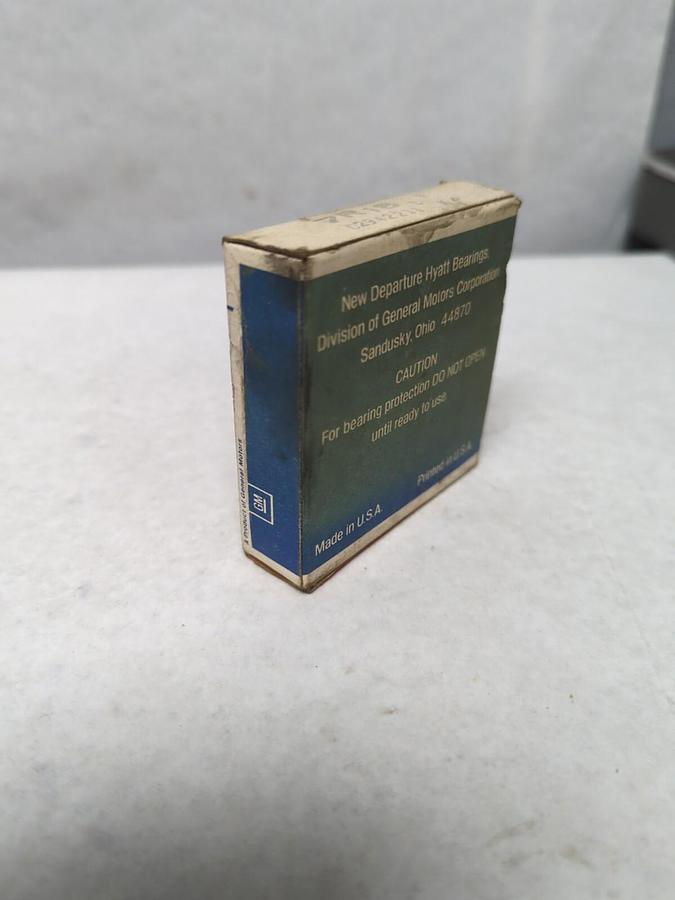 New Departure Hyatt Bearings
Division of General Motors Corporation
Sandusky, Ohio 44870
CAUTION
For bearing protection DO NOT OPEN
until ready to use
Made in U.S.A.
Printed in U.S.A.
A Product of General Motors
GM